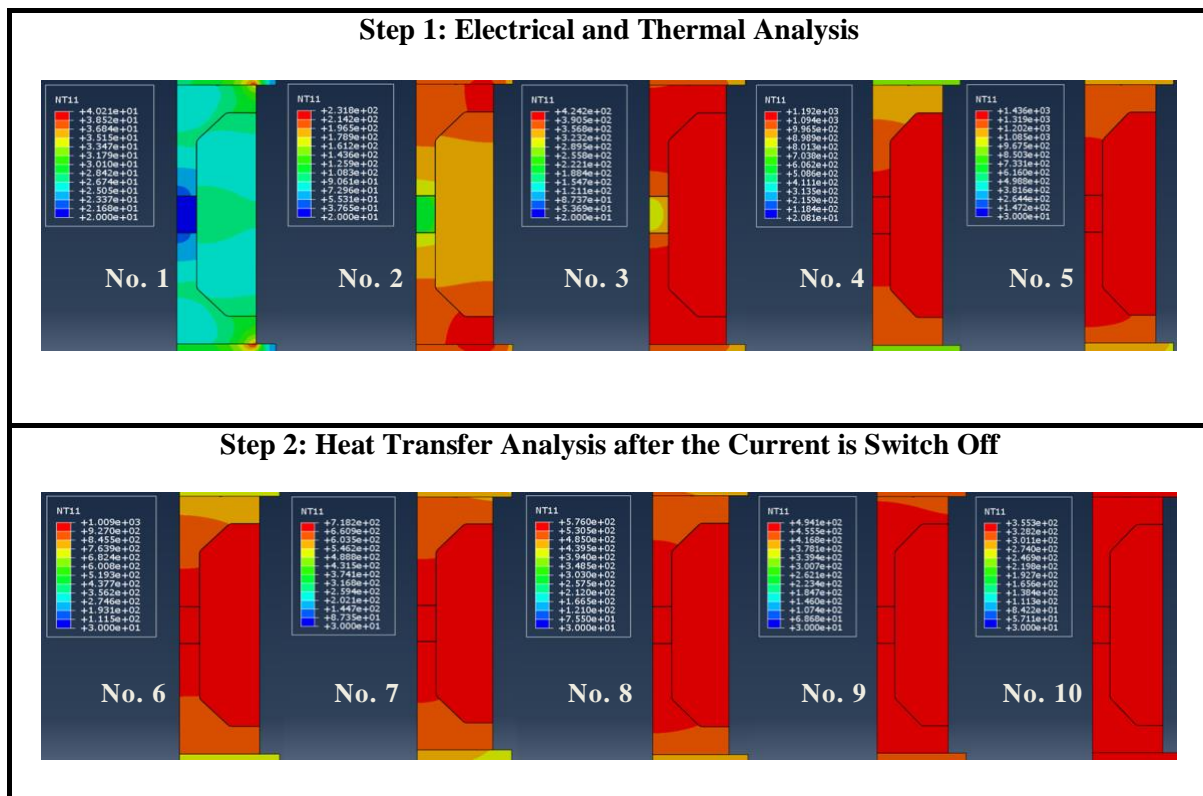 Step 1: Electrical and Thermal Analysis
NT11
+4.021e+01
+3.852e+01
+3.684e+01
+3.515e+01
+3.347e+01
+3.179e+01
+3.010e+01
+2.842e+01
+2.674e+01
+2.505e+01
+2.337e+01
+2.168e+01
+2.000e+01
No. 1
NT11
+2.318e+02
+2.142e+02
+1.965e+02
+1.789e+02
+1.612e+02
+1.436e+02
+1.259e+02
+1.083e+02
+9.061e+01
+7.296e+01
+5.531e+01
+3.765e+01
+2.000e+01
No. 2
NT11
+4.242e+02
+3.905e+02
+3.568e+02
+3.232e+02
+2.895e+02
+2.558e+02
+2.221e+02
+1.884e+02
+1.547e+02
+1.211e+02
+8.737e+01
+5.369e+01
+2.000e+01
No. 3
NT11
+1.192e+03
+1.094e+03
+9.965e+02
+8.989e+02
+8.013e+02
+7.038e+02
+6.062e+02
+5.086e+02
+4.111e+02
+3.135e+02
+2.159e+02
+1.184e+02
+2.081e+01
No. 4
NT11
+1.436e+03
+1.319e+03
+1.202e+03
+1.085e+03
+9.675e+02
+8.503e+02
+7.331e+02
+6.160e+02
+4.988e+02
+3.816e+02
+2.644e+02
+1.472e+02
+3.000e+01
No. 5
Step 2: Heat Transfer Analysis after the Current is Switch Off
NT11
+1.009e+03
+9.270e+02
+8.455e+02
+7.639e+02
+6.824e+02
+6.008e+02
+5.193e+02
+4.377e+02
+3.562e+02
+2.746e+02
+1.931e+02
+1.115e+02
+3.000e+01
No. 6
NT11
+7.182e+02
+6.609e+02
+6.035e+02
+5.462e+02
+4.888e+02
+4.315e+02
+3.741e+02
+3.168e+02
+2.594e+02
+2.021e+02
+1.447e+02
+8.735e+01
+3.000e+01
No. 7
NT11
+5.760e+02
+5.305e+02
+4.850e+02
+4.395e+02
+3.940e+02
+3.485e+02
+3.030e+02
+2.575e+02
+2.120e+02
+1.665e+02
+1.210e+02
+7.550e+01
+3.000e+01
No. 8
NT11
+4.941e+02
+4.555e+02
+4.168e+02
+3.781e+02
+3.394e+02
+3.007e+02
+2.621e+02
+2.234e+02
+1.847e+02
+1.460e+02
+1.074e+02
+6.868e+01
+3.000e+01
No. 9
NT11
+3.553e+02
+3.282e+02
+3.011e+02
+2.740e+02
+2.469e+02
+2.198e+02
+1.927e+02
+1.656e+02
+1.384e+02
+1.113e+02
+8.422e+01
+5.711e+01
+3.000e+01
No. 10